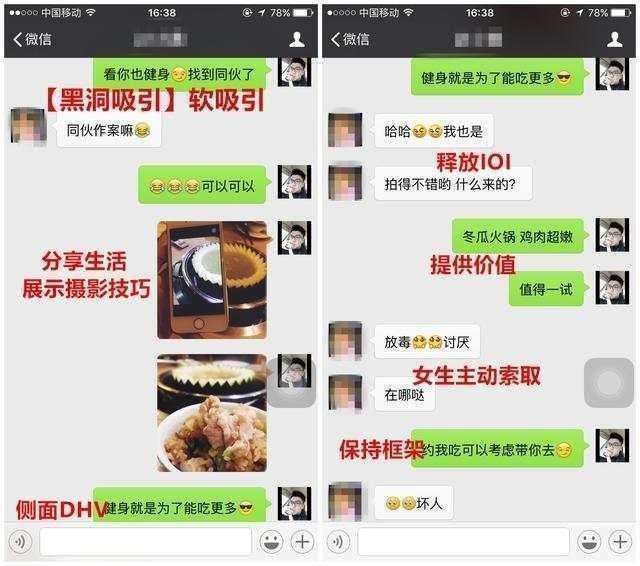 中国移动 16:38 78%
微信
看你也健身😏找到同伙了
【黑洞吸引】软吸引
同伙作案嘛😂
😂😂😂可以可以
分享生活
展示摄影技巧
侧面DHV
健身就是为了能吃更多😎
中国移动 16:38 78%
微信
健身就是为了能吃更多😎
哈哈😝😝我也是
释放IOI
拍得不错哟 什么来的?
冬瓜火锅 鸡肉超嫩
提供价值
值得一试
放毒😫😫讨厌
女生主动索取
在哪哒
保持框架
约我吃可以考虑带你去😏
🌝🌝坏人